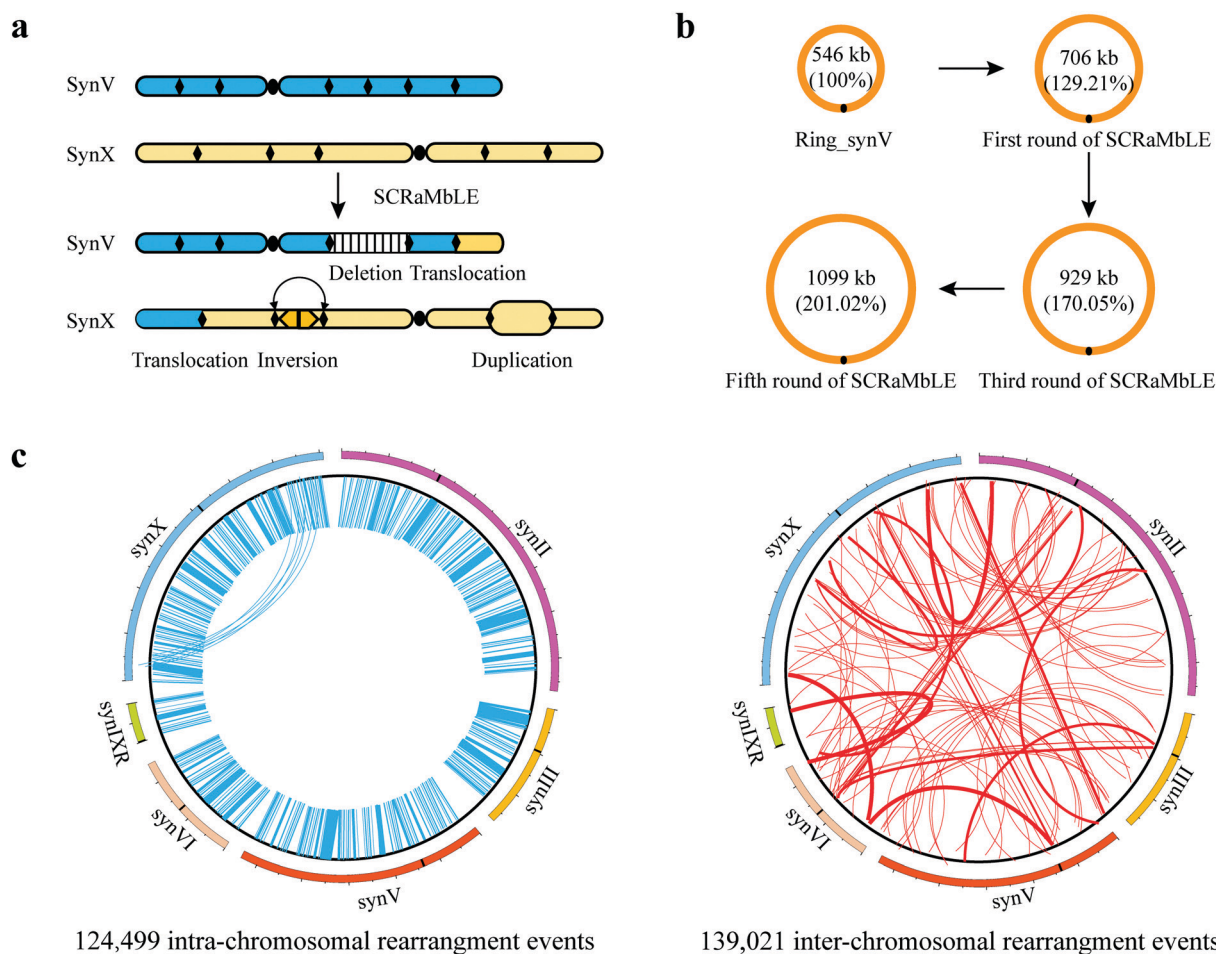 a
SynV
SynX
SCRaMbLE
SynV
Deletion Translocation
SynX
Translocation Inversion Duplication
b
546 kb
(100%)
Ring_synV
706 kb
(129.21%)
First round of SCRaMbLE
1099 kb
(201.02%)
Fifth round of SCRaMbLE
929 kb
(170.05%)
Third round of SCRaMbLE
c
synX
synII
synIXR
synVI
synV
synIII
124,499 intra-chromosomal rearrangment events
synX
synII
synIXR
synVI
synV
synIII
139,021 inter-chromosomal rearrangment events